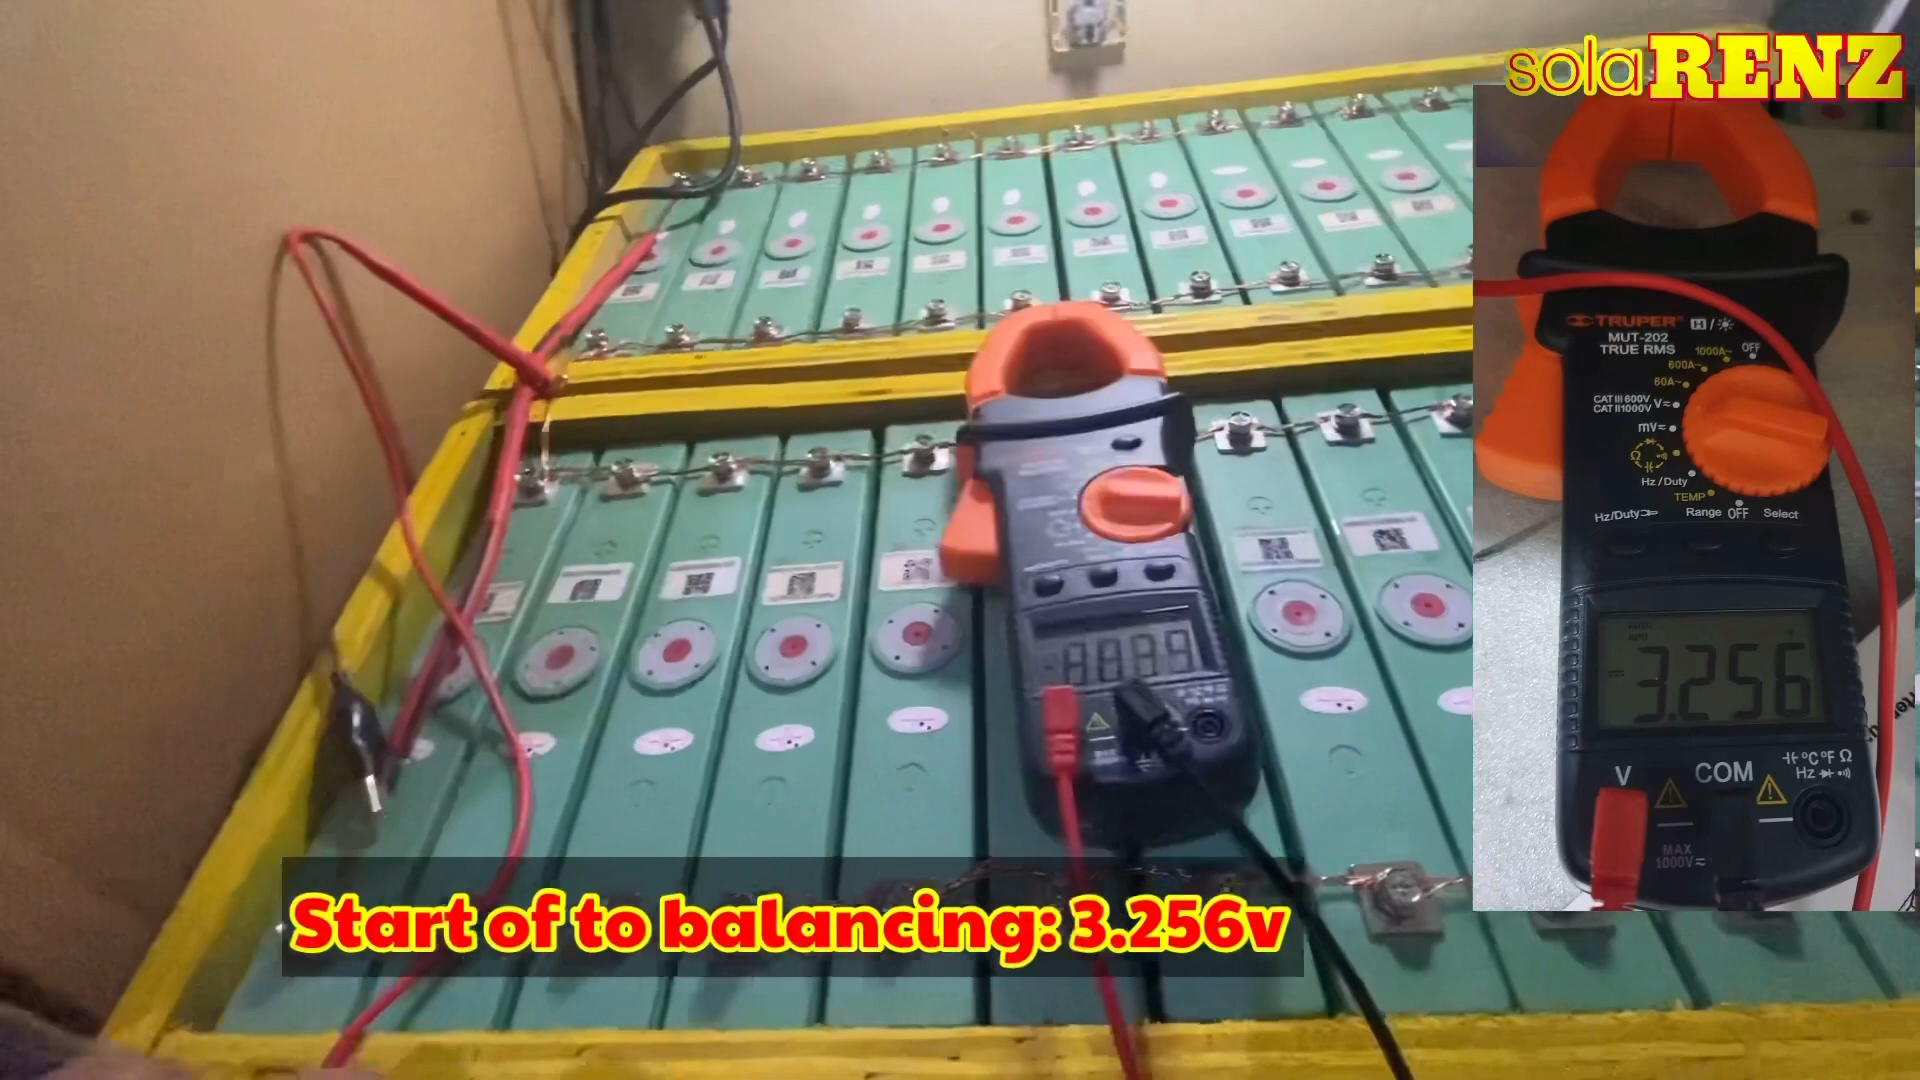 solaRENZ
TRUPER® H/
MUT-202
TRUE RMS
1000A~
OFF
600A~
60A~
CAT III 600V
CAT II 1000V
V≂
mV≂
Ω
Hz/Duty
TEMP
Hz/Duty
Range
OFF
Select
3.256
V
COM
°C°F Ω
Hz
MAX
1000V≂
Start of to balancing: 3.256v